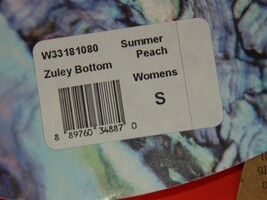 W33181080 Summer
Peach
Zuley Bottom Womens
S
8 89760 34887 0